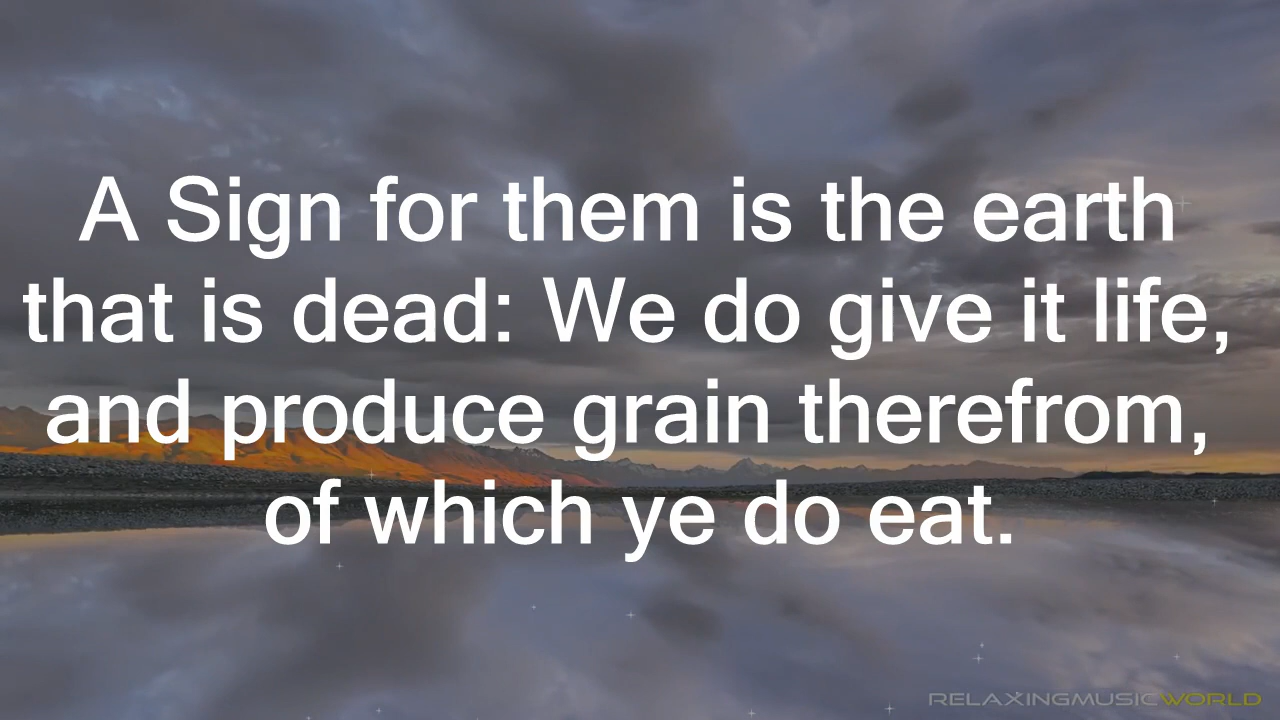 A Sign for them is the earth
that is dead: We do give it life,
and produce grain therefrom,
of which ye do eat.
RELAXINGMUSICWORLD